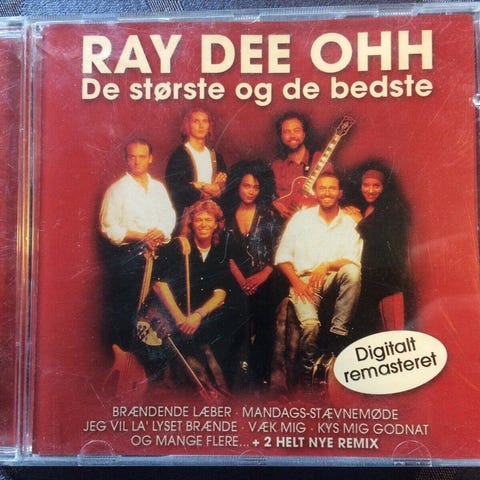 RAY DEE OHH
De største og de bedste
Digitalt
remasteret
BRÆNDENDE LÆBER · MANDAGS-STÆVNEMØDE
JEG VIL LA' LYSET BRÆNDE · VÆK MIG · KYS MIG GODNAT
OG MANGE FLERE... + 2 HELT NYE REMIX